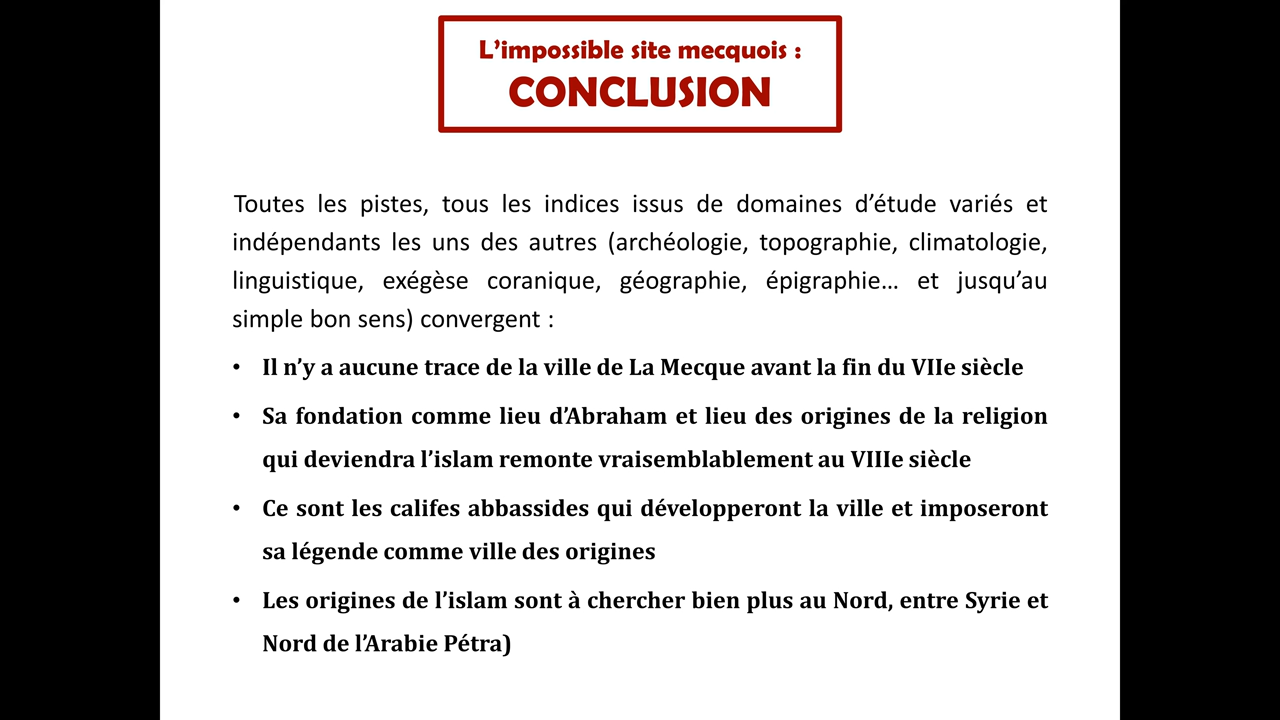 L’impossible site mecquois :
CONCLUSION
Toutes les pistes, tous les indices issus de domaines d’étude variés et
indépendants les uns des autres (archéologie, topographie, climatologie,
linguistique, exégèse coranique, géographie, épigraphie… et jusqu’au
simple bon sens) convergent :
• Il n’y a aucune trace de la ville de La Mecque avant la fin du VIIe siècle
• Sa fondation comme lieu d’Abraham et lieu des origines de la religion
qui deviendra l’islam remonte vraisemblablement au VIIIe siècle
• Ce sont les califes abbassides qui développeront la ville et imposeront
sa légende comme ville des origines
• Les origines de l’islam sont à chercher bien plus au Nord, entre Syrie et
Nord de l’Arabie Pétra)